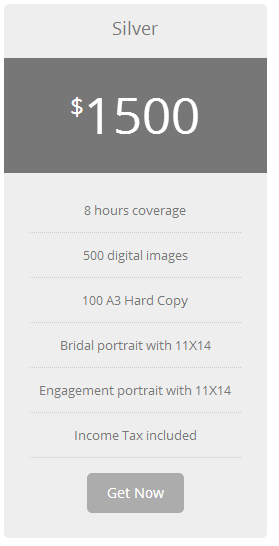 Silver
$1500
8 hours coverage
500 digital images
100 A3 Hard Copy
Bridal portrait with 11X14
Engagement portrait with 11X14
Income Tax included
Get Now